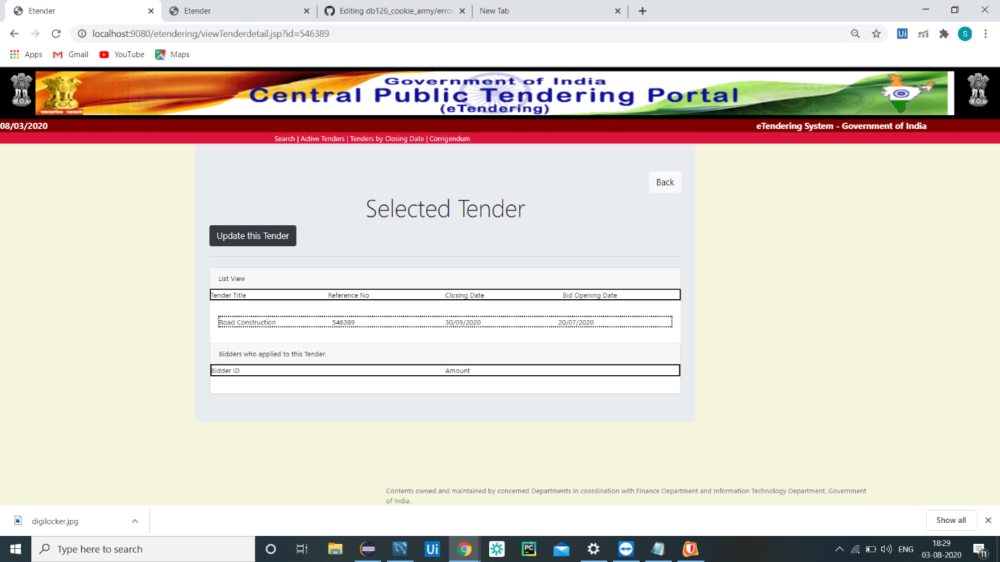 Etender
Etender
Editing db126_cookie_army/error
New Tab
localhost:9080/etendering/viewTenderdetail.jsp?id=546389
Ui
S
Apps
Gmail
YouTube
Maps
Government of India
Central Public Tendering Portal
(eTendering)
08/03/2020
eTendering System - Government of India
Search | Active Tenders | Tenders by Closing Date | Corrigendum
Back
Selected Tender
Update this Tender
List View
Tender Title Reference No Closing Date Bid Opening Date
Road Construction 546389 30/09/2020 20/07/2020
Bidders who applied to this Tender.
Bidder ID Amount
Contents owned and maintained by concerned Departments in coordination with Finance Department and Information Technology Department, Government
of India.
digilocker.jpg
Show all
Type here to search
Ui
PC
ENG
18:29
03-08-2020
11